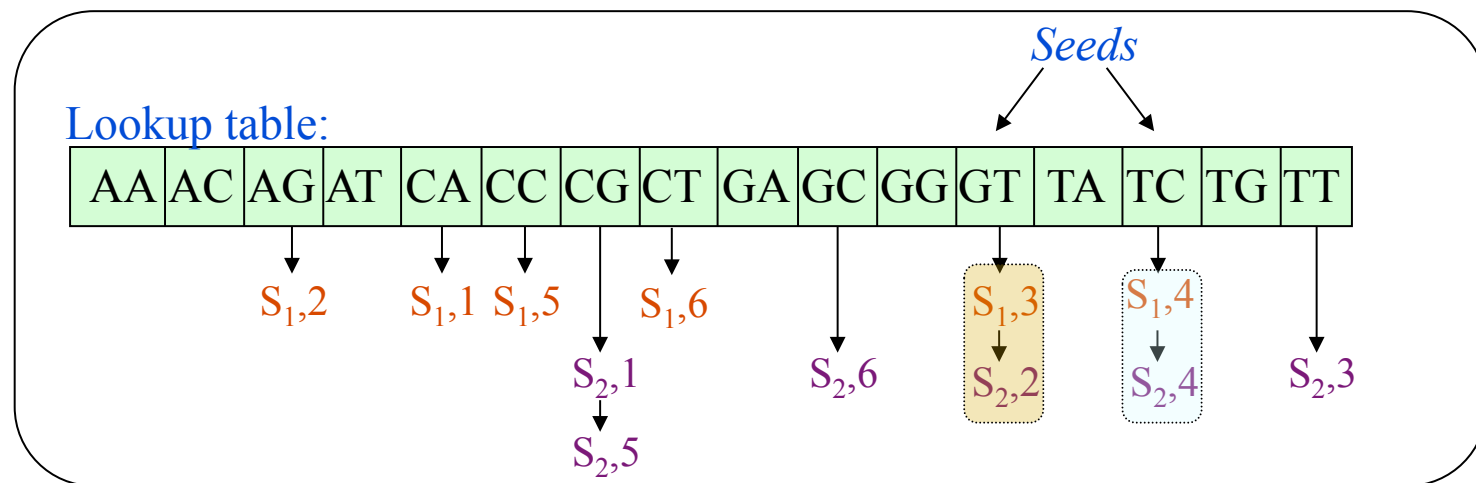 Seeds
Lookup table:
AA AC AG AT CA CC CG CT GA GC GG GT TA TC TG TT
S₁,2 S₁,1 S₁,5 S₁,6 S₁,3 S₁,4
S₂,1 S₂,6 S₂,2 S₂,4 S₂,3
S₂,5